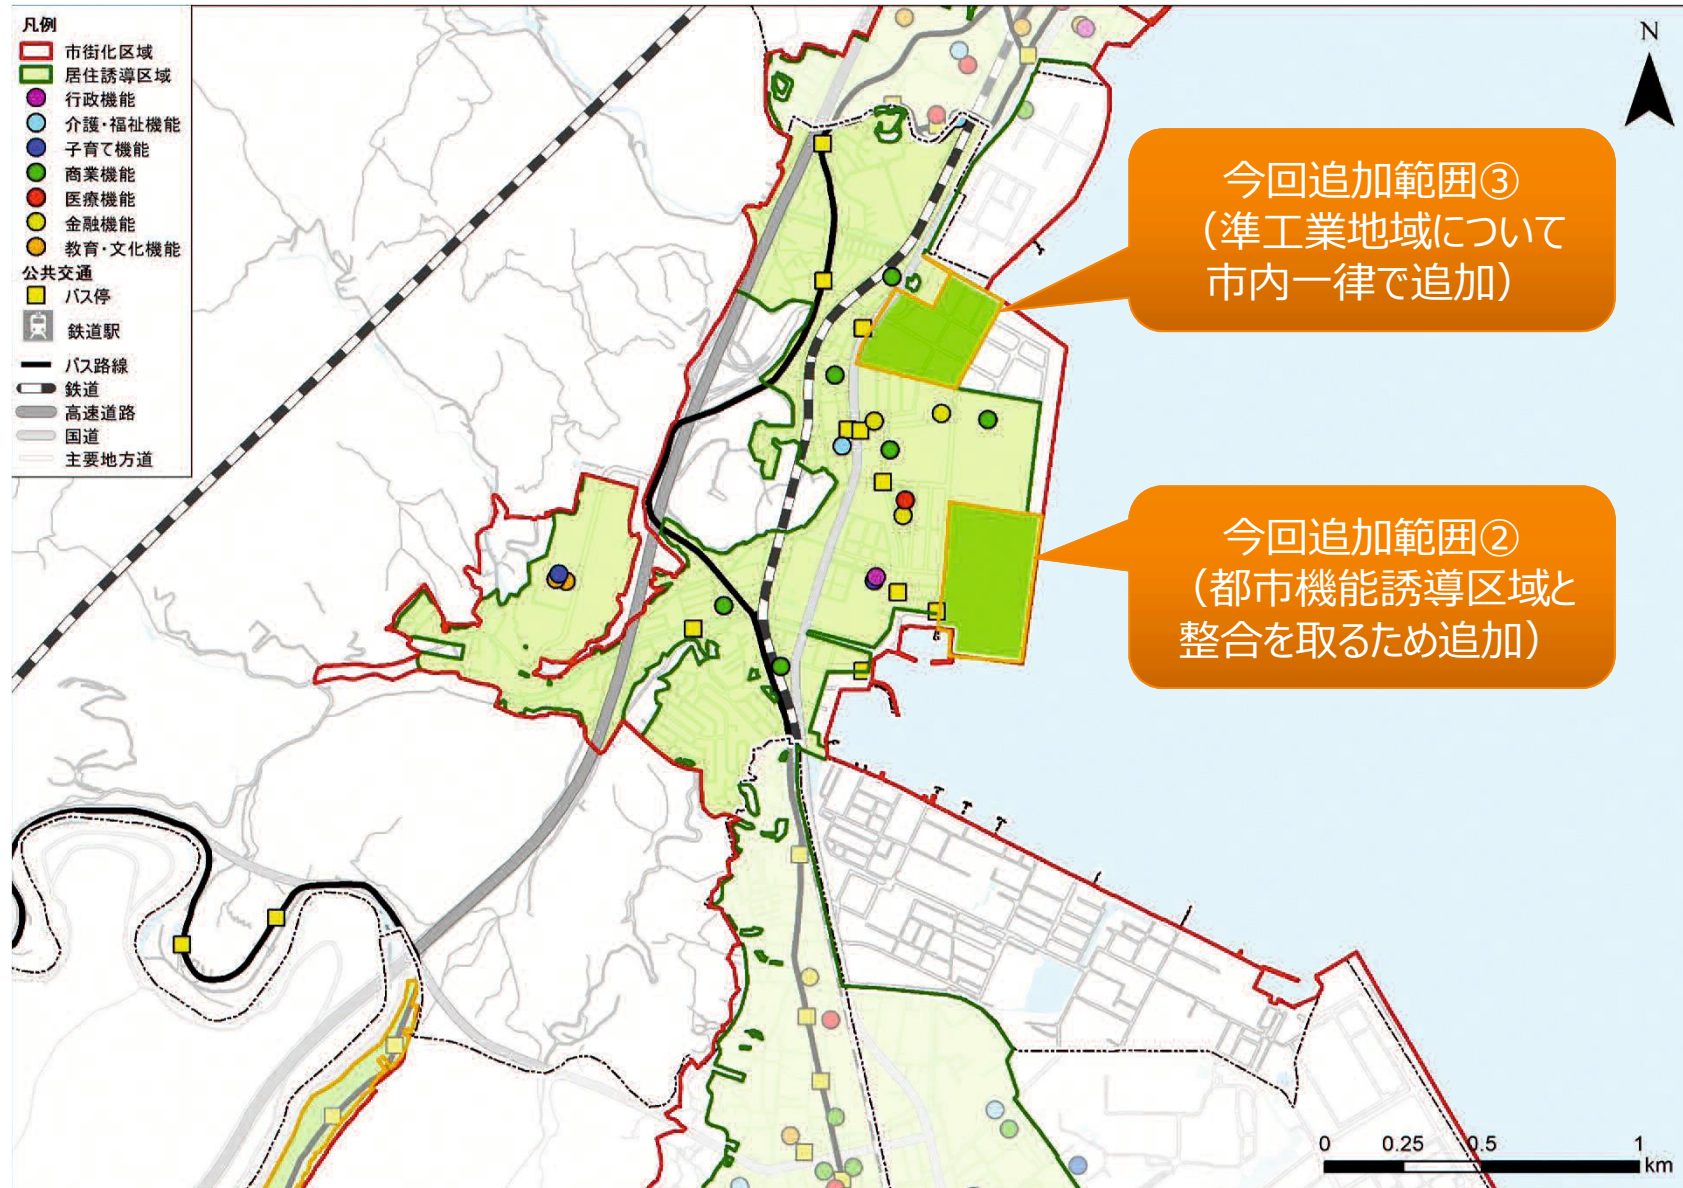 凡例
市街化区域
居住誘導区域
行政機能
介護・福祉機能
子育て機能
商業機能
医療機能
金融機能
教育・文化機能
公共交通
バス停
鉄道駅
バス路線
鉄道
高速道路
国道
主要地方道
N
今回追加範囲③
（準工業地域について
市内一律で追加）
今回追加範囲②
（都市機能誘導区域と
整合を取るため追加）
0 0.25 0.5 1
km